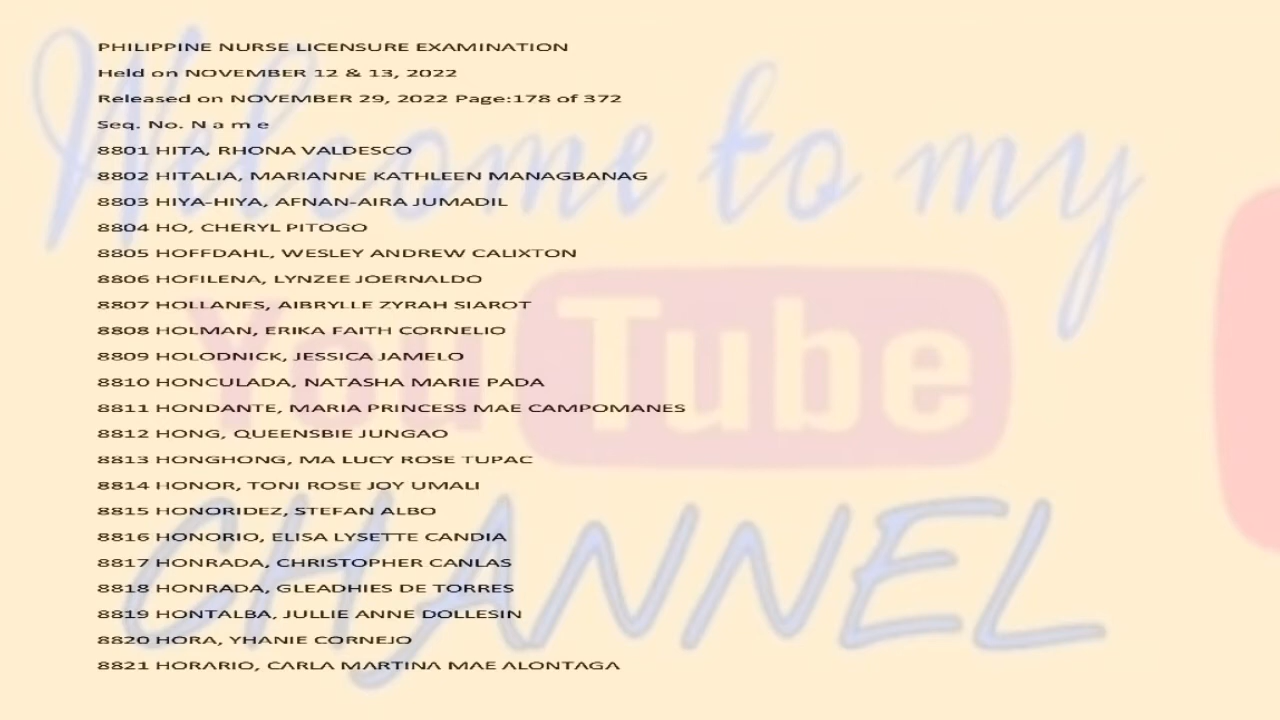 PHILIPPINE NURSE LICENSURE EXAMINATION
Held on NOVEMBER 12 & 13, 2022
Released on NOVEMBER 29, 2022 Page:178 of 372
Seq. No. N a m e
8801 HITA, RHONA VALDESCO
8802 HITALIA, MARIANNE KATHLEEN MANAGBANAG
8803 HIYA-HIYA, AFNAN-AIRA JUMADIL
8804 HO, CHERYL PITOGO
8805 HOFFDAHL, WESLEY ANDREW CALIXTON
8806 HOFILENA, LYNZEE JOERNALDO
8807 HOLLANES, AIBRYLLE ZYRAH SIAROT
8808 HOLMAN, ERIKA FAITH CORNELIO
8809 HOLODNICK, JESSICA JAMELO
8810 HONCULADA, NATASHA MARIE PADA
8811 HONDANTE, MARIA PRINCESS MAE CAMPOMANES
8812 HONG, QUEENSBIE JUNGAO
8813 HONGHONG, MA LUCY ROSE TUPAC
8814 HONOR, TONI ROSE JOY UMALI
8815 HONORIDEZ, STEFAN ALBO
8816 HONORIO, ELISA LYSETTE CANDIA
8817 HONRADA, CHRISTOPHER CANLAS
8818 HONRADA, GLEADHIES DE TORRES
8819 HONTALBA, JULLIE ANNE DOLLESIN
8820 HORA, YHANIE CORNEJO
8821 HORARIO, CARLA MARTINA MAE ALONTAGA
Welcome to my
YouTube
CHANNEL